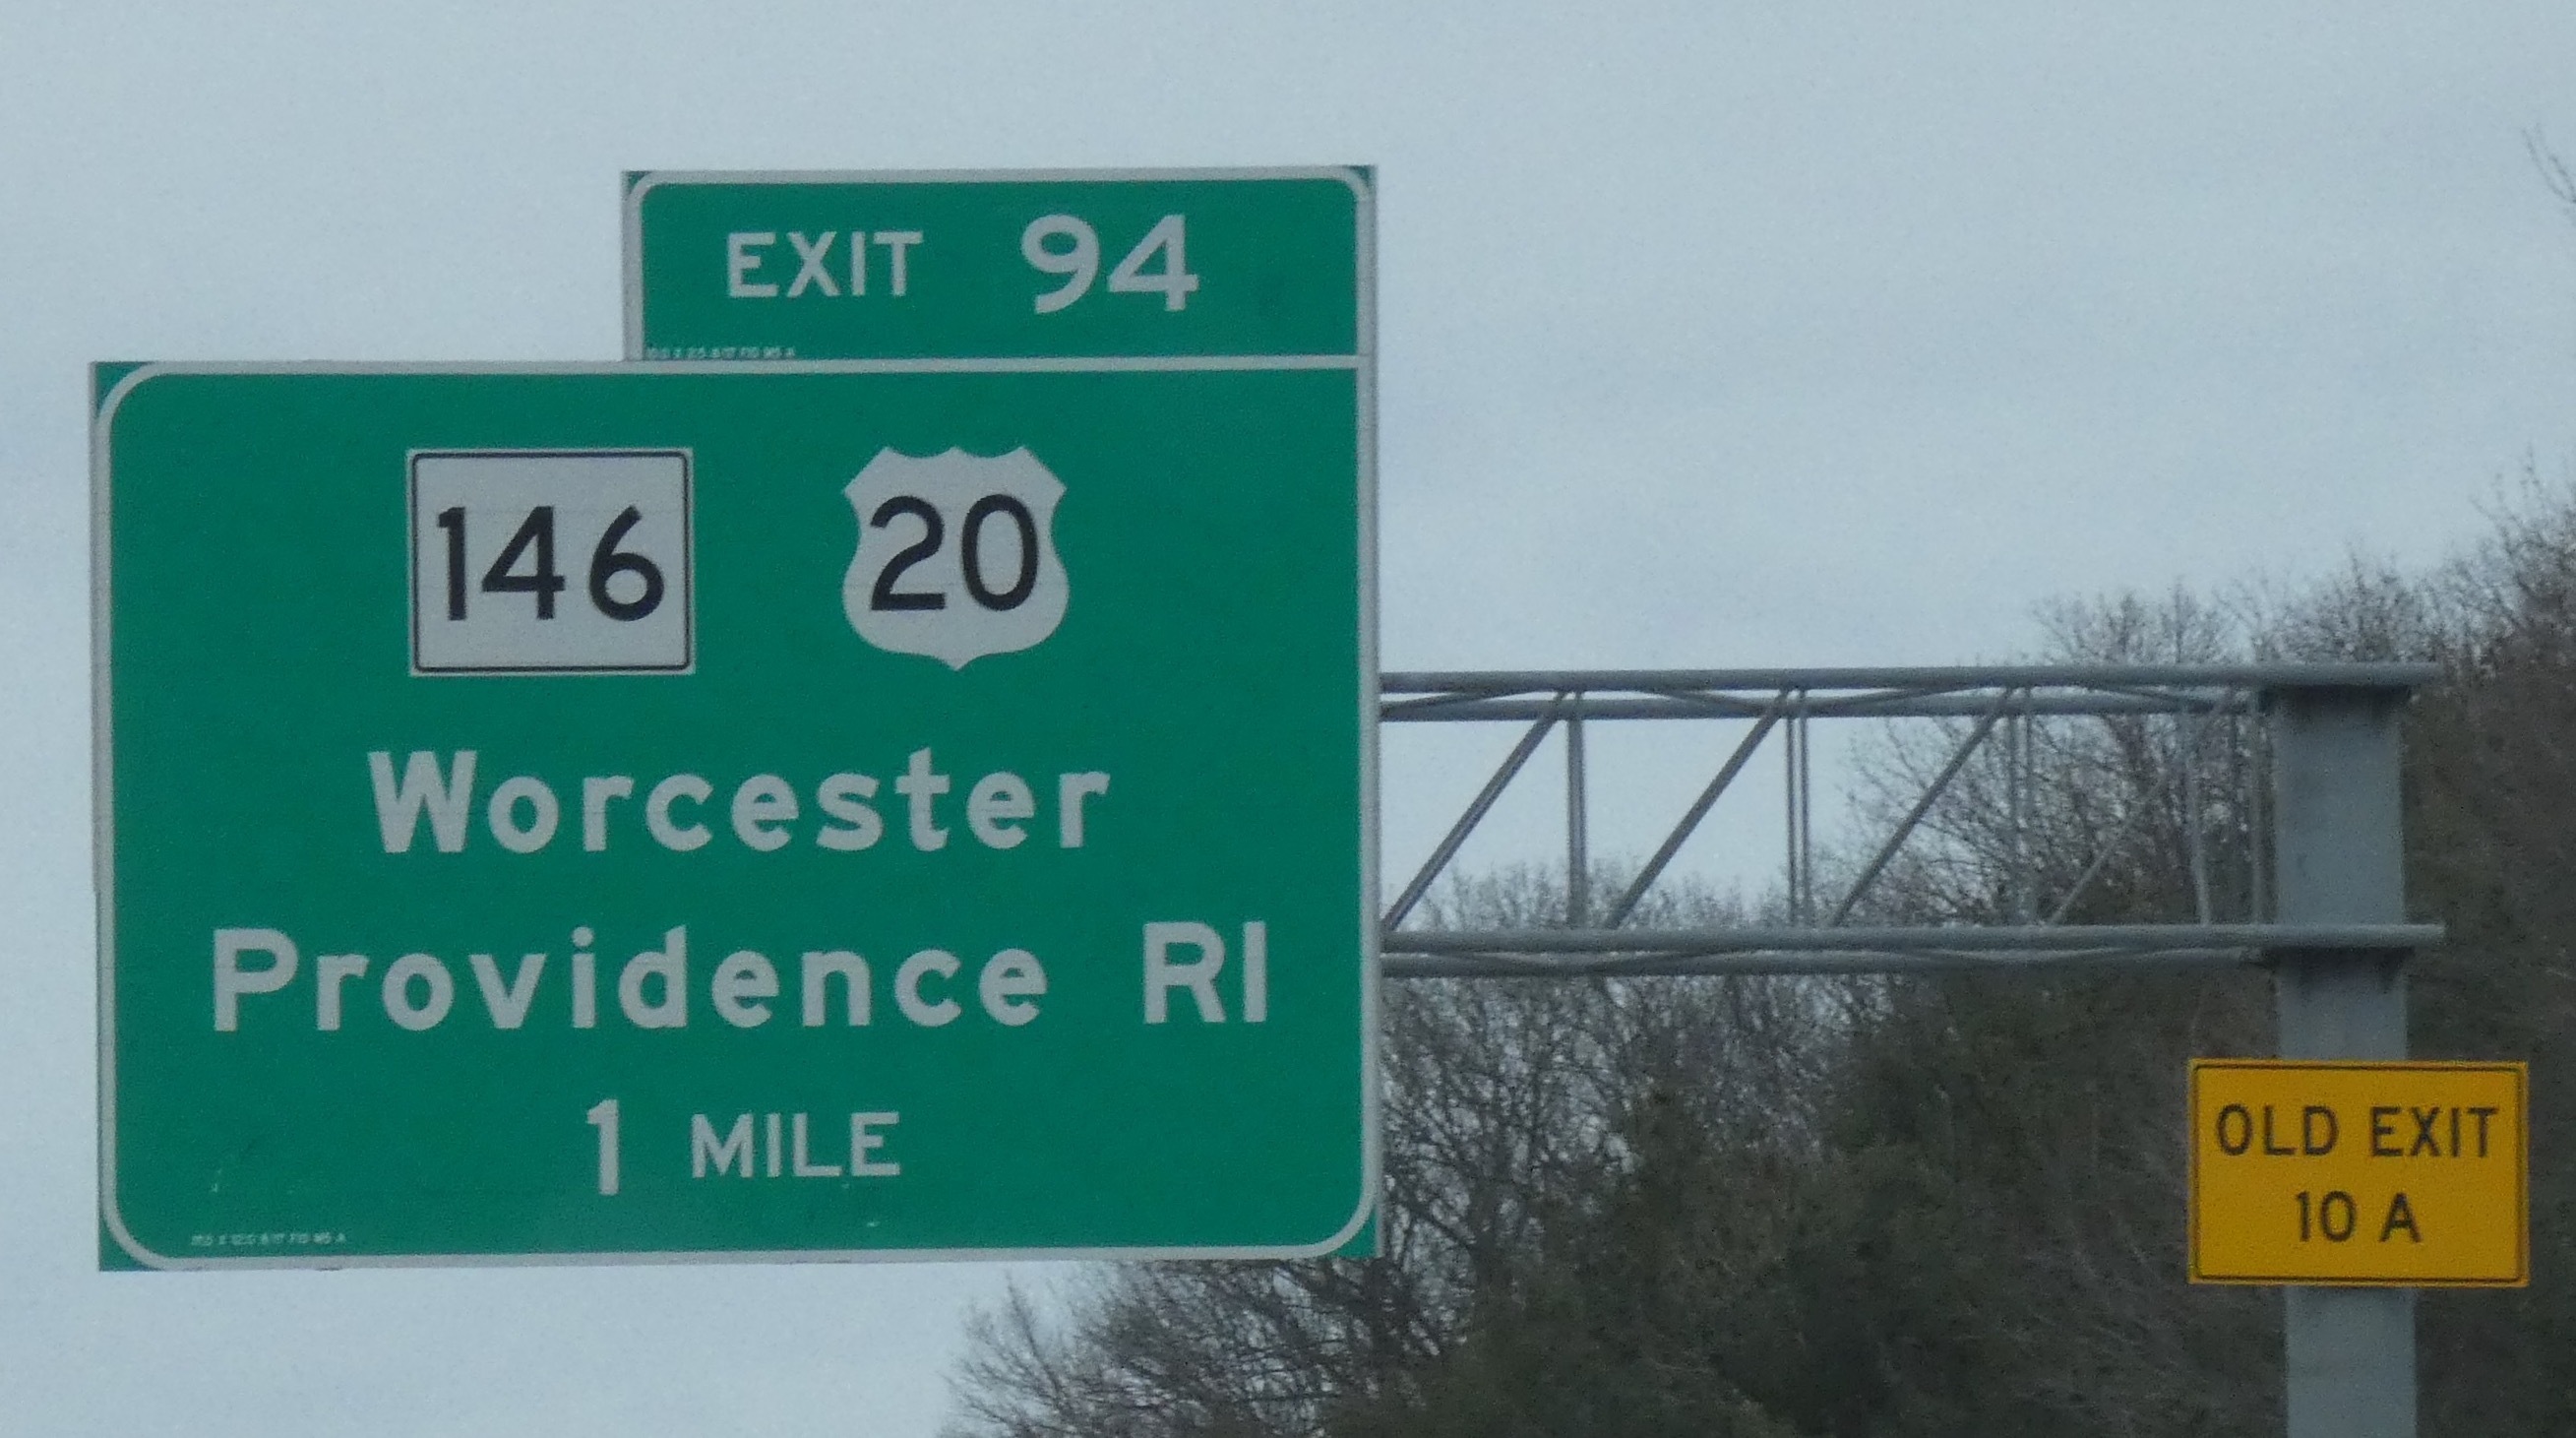 EXIT 94
146 20
Worcester
Providence RI
1 MILE
OLD EXIT
10 A